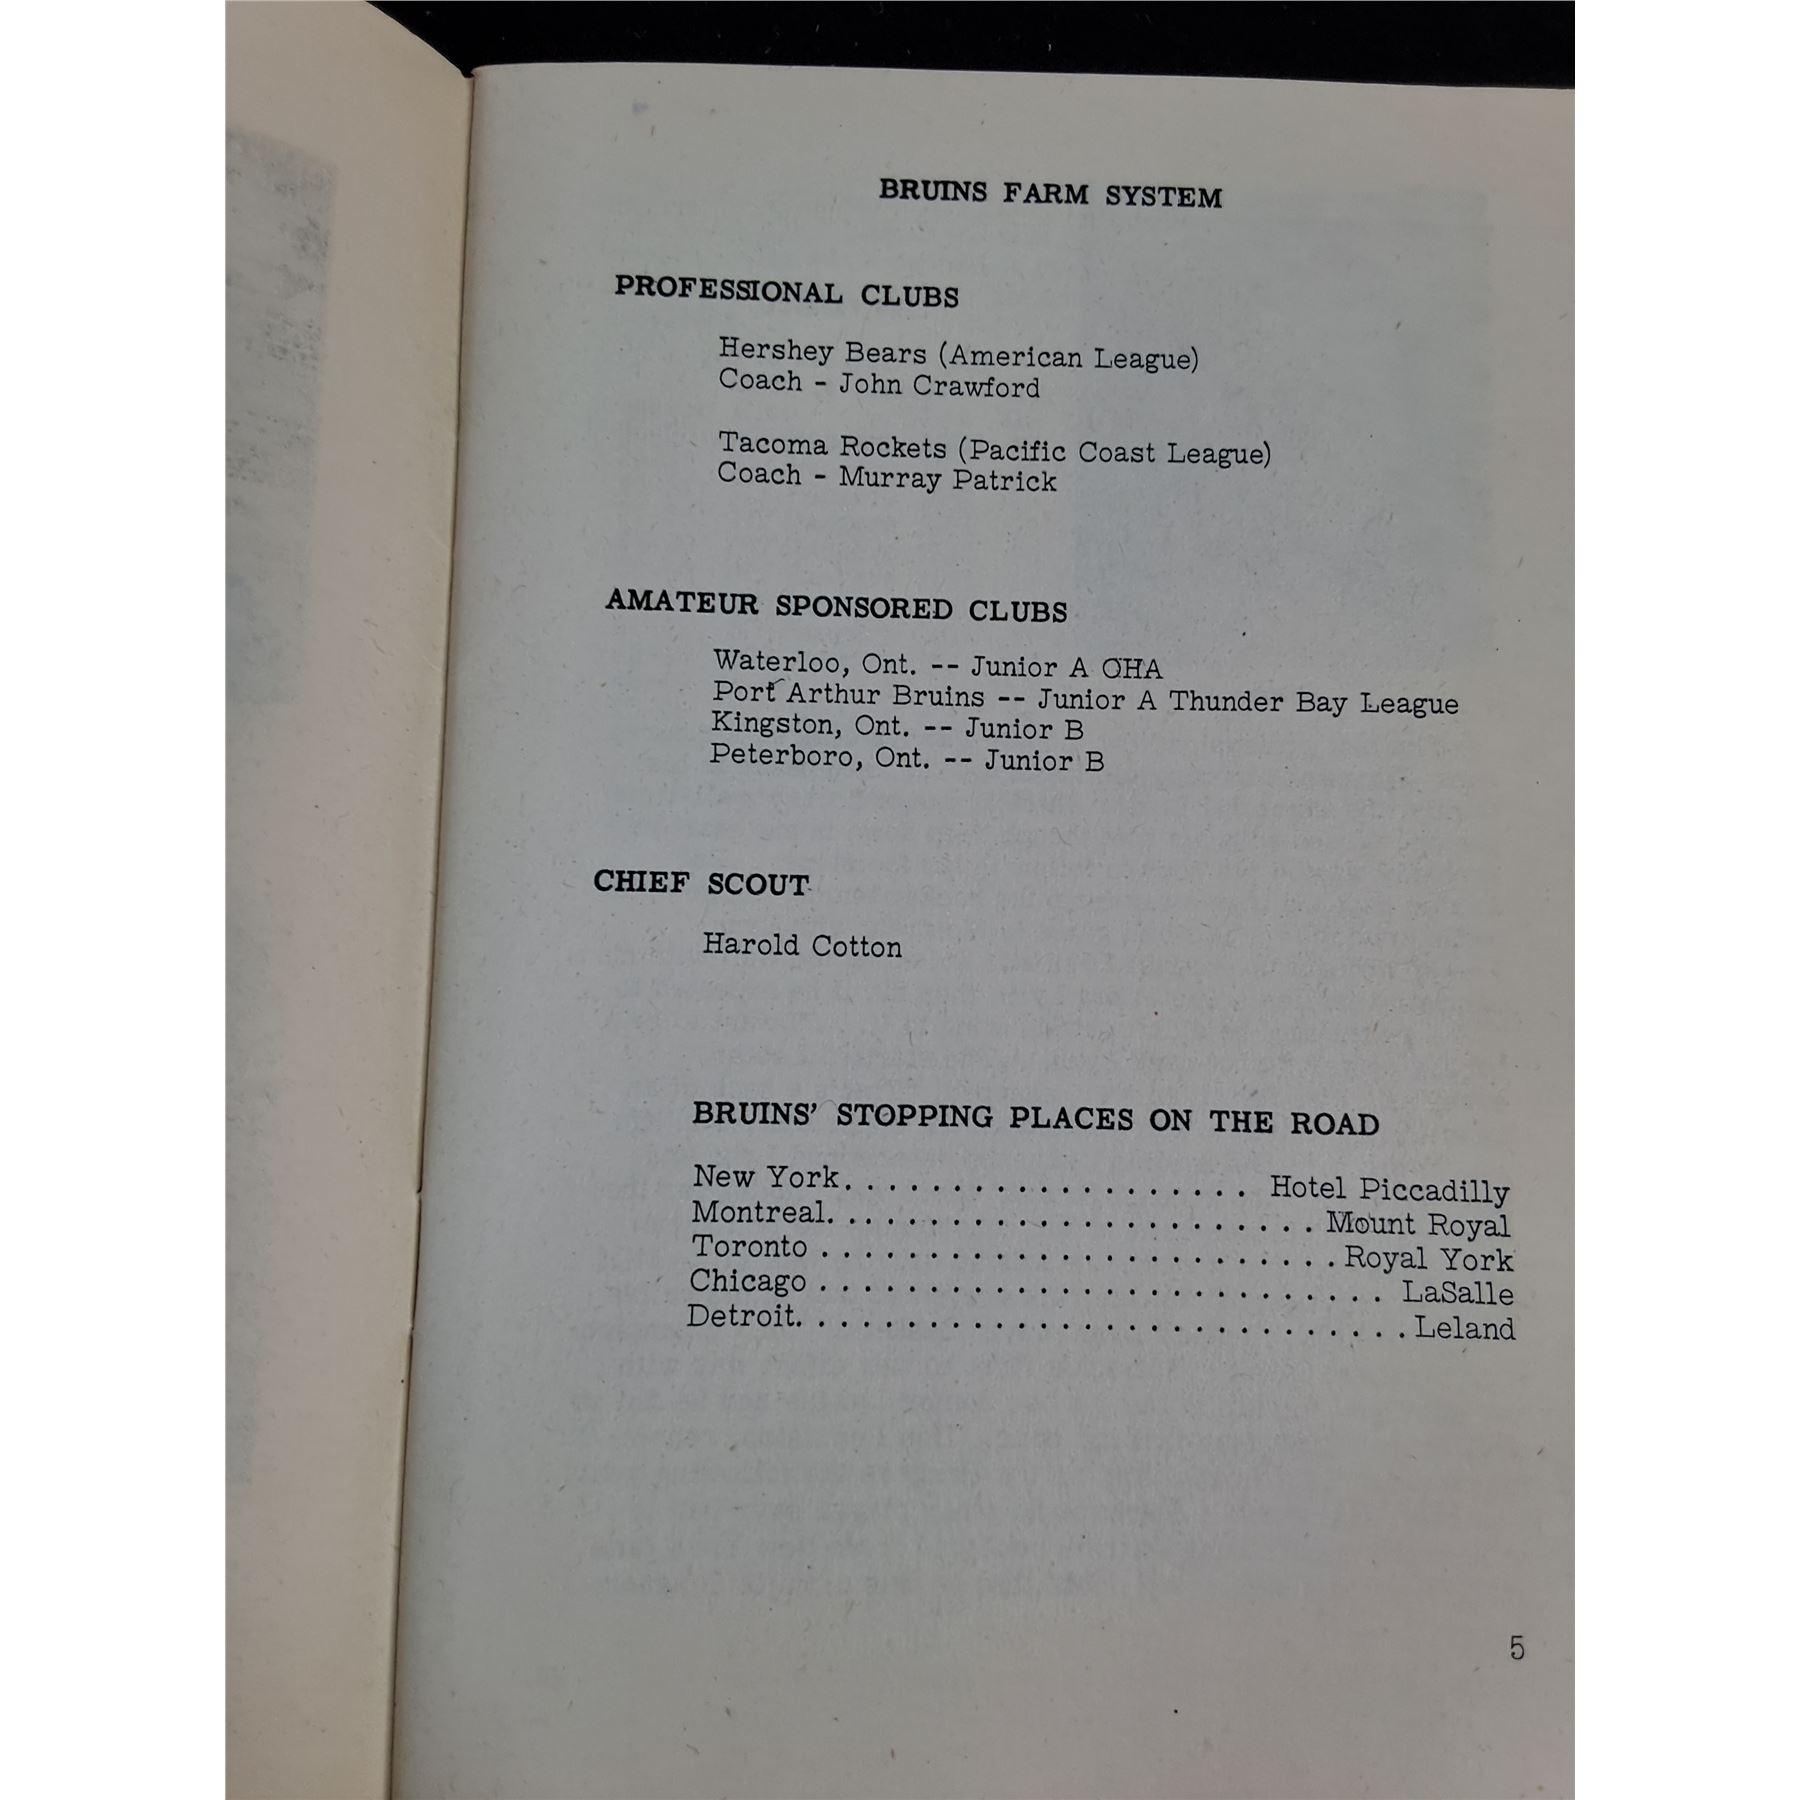 BRUINS FARM SYSTEM
PROFESSIONAL CLUBS
Hershey Bears (American League)
Coach - John Crawford
Tacoma Rockets (Pacific Coast League)
Coach - Murray Patrick
AMATEUR SPONSORED CLUBS
Waterloo, Ont. -- Junior A OHA
Port Arthur Bruins -- Junior A Thunder Bay League
Kingston, Ont. -- Junior B
Peterboro, Ont. -- Junior B
CHIEF SCOUT
Harold Cotton
BRUINS' STOPPING PLACES ON THE ROAD
New York. . . . . . . . . . . . . . . . . . . Hotel Piccadilly
Montreal. . . . . . . . . . . . . . . . . . . . . . Mount Royal
Toronto . . . . . . . . . . . . . . . . . . . . . . . . Royal York
Chicago . . . . . . . . . . . . . . . . . . . . . . . . . . LaSalle
Detroit. . . . . . . . . . . . . . . . . . . . . . . . . . . . Leland
5